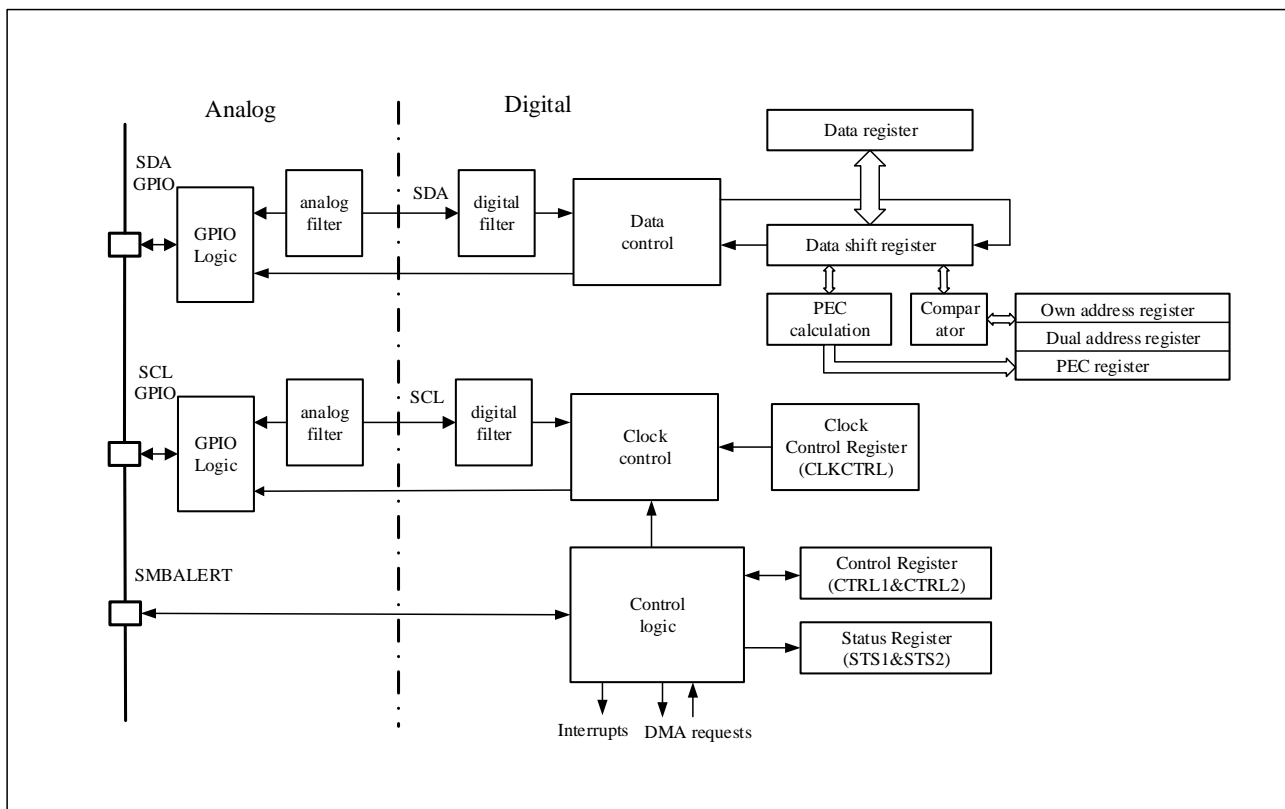 Analog
Digital
Data register
SDA
GPIO
GPIO
Logic
analog
filter
SDA
digital
filter
Data
control
Data shift register
PEC
calculation
Compar
ator
Own address register
Dual address register
PEC register
SCL
GPIO
GPIO
Logic
analog
filter
SCL
digital
filter
Clock
control
Clock
Control Register
(CLKCTRL)
SMBALERT
Control
logic
Control Register
(CTRL1&CTRL2)
Status Register
(STS1&STS2)
Interrupts
DMA requests